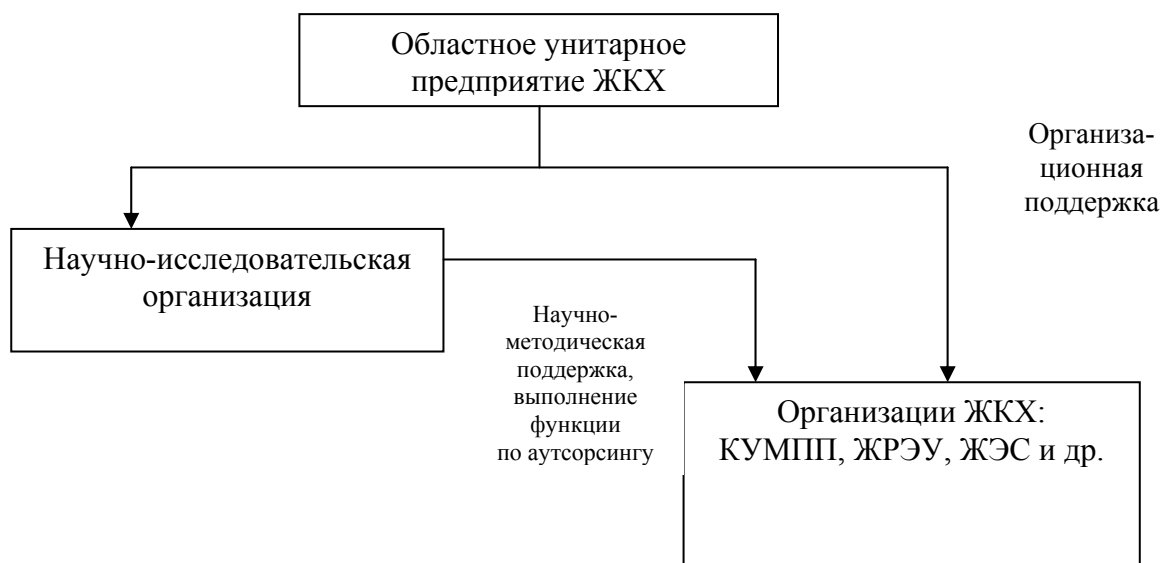 Областное унитарное
предприятие ЖКХ
Организа-
ционная
поддержка
Научно-исследовательская
организация
Научно-
методическая
поддержка,
выполнение
функции
по аутсорсингу
Организации ЖКХ:
КУМПП, ЖРЭУ, ЖЭС и др.